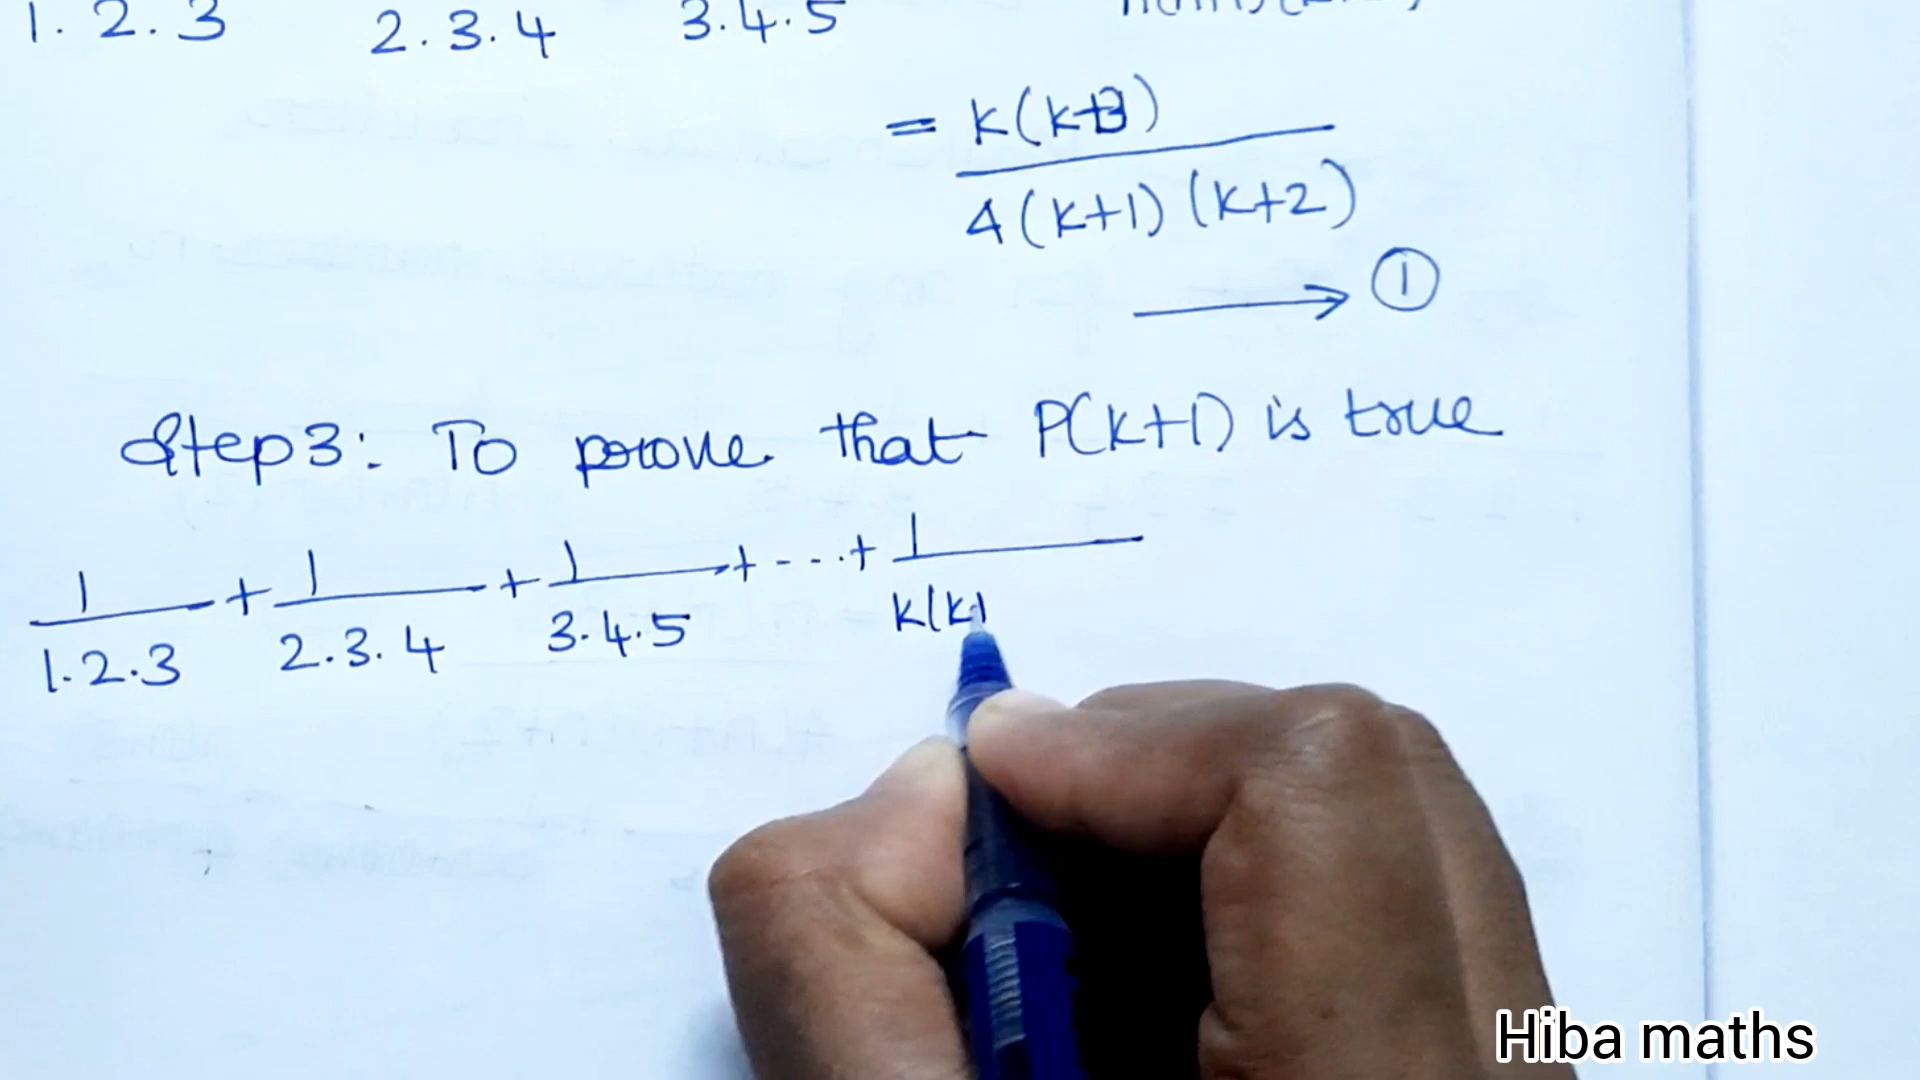 1.2.3 2.3.4 3.4.5
= k(k+3)
4(k+1)(k+2)
→ ①
Step3: To prove that P(k+1) is true
1 + 1 + 1 + ... + 1
1.2.3 2.3.4 3.4.5 k(k
Hiba maths